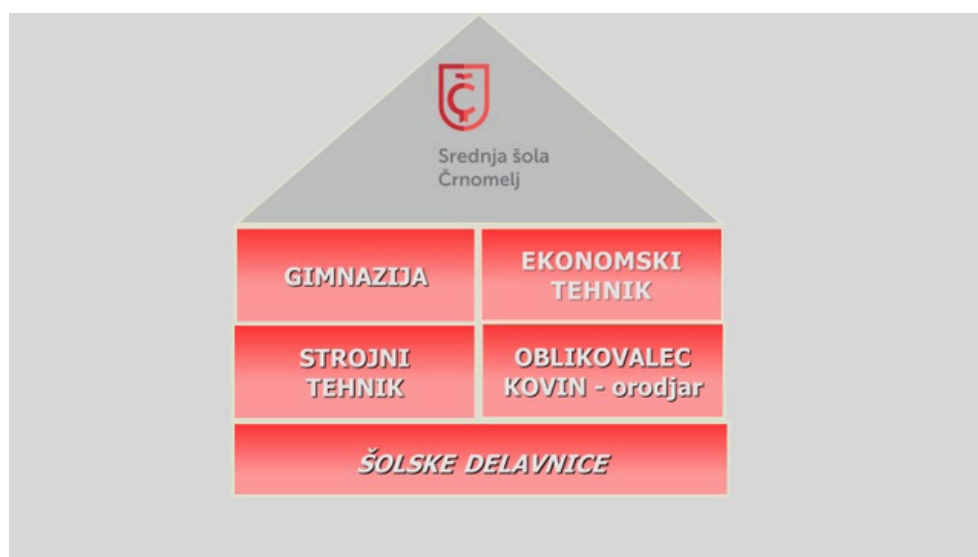 Č
Srednja šola
Črnomelj
GIMNAZIJA
EKONOMSKI
TEHNIK
STROJNI
TEHNIK
OBLIKOVALEC
KOVIN - orodjar
ŠOLSKE DELAVNICE